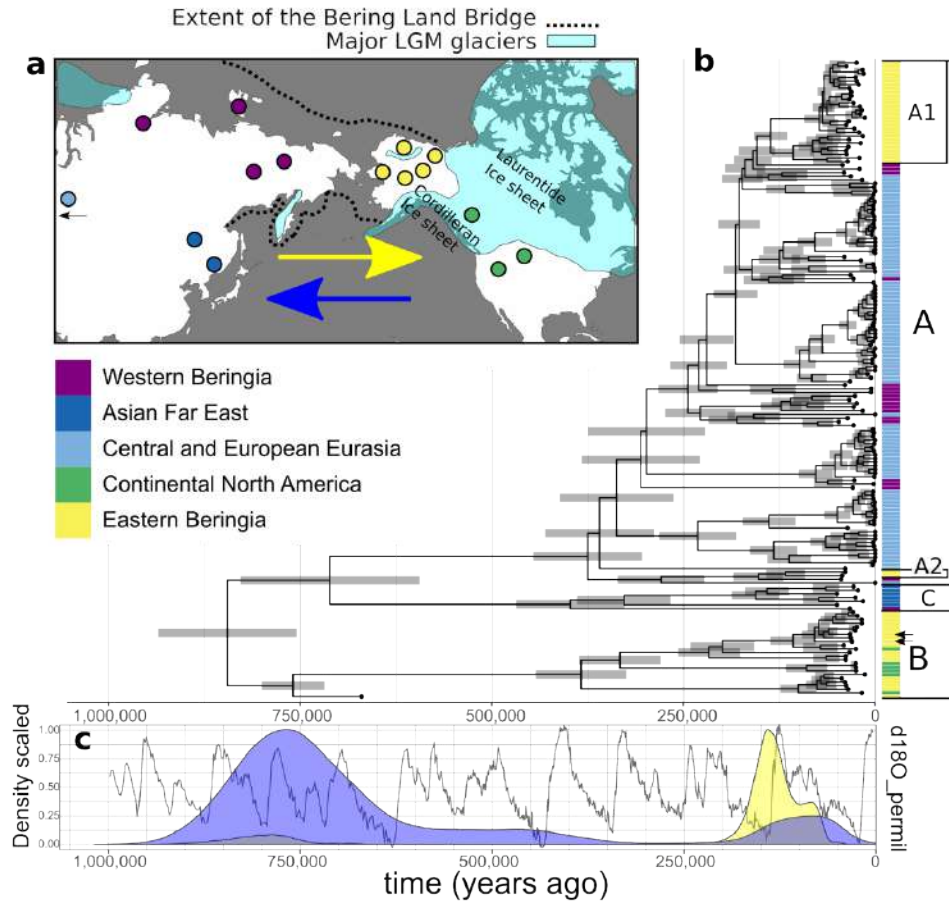 Extent of the Bering Land Bridge
Major LGM glaciers
a
b
Laurentide
Ice sheet
Cordilleran
Ice sheet
A1
A
A2
C
B
Western Beringia
Asian Far East
Central and European Eurasia
Continental North America
Eastern Beringia
1,000,000 750,000 500,000 250,000 0
c
Density scaled
1.00
0.75
0.50
0.25
0.00
d18O_permil
1,000,000 750,000 500,000 250,000 0
time (years ago)